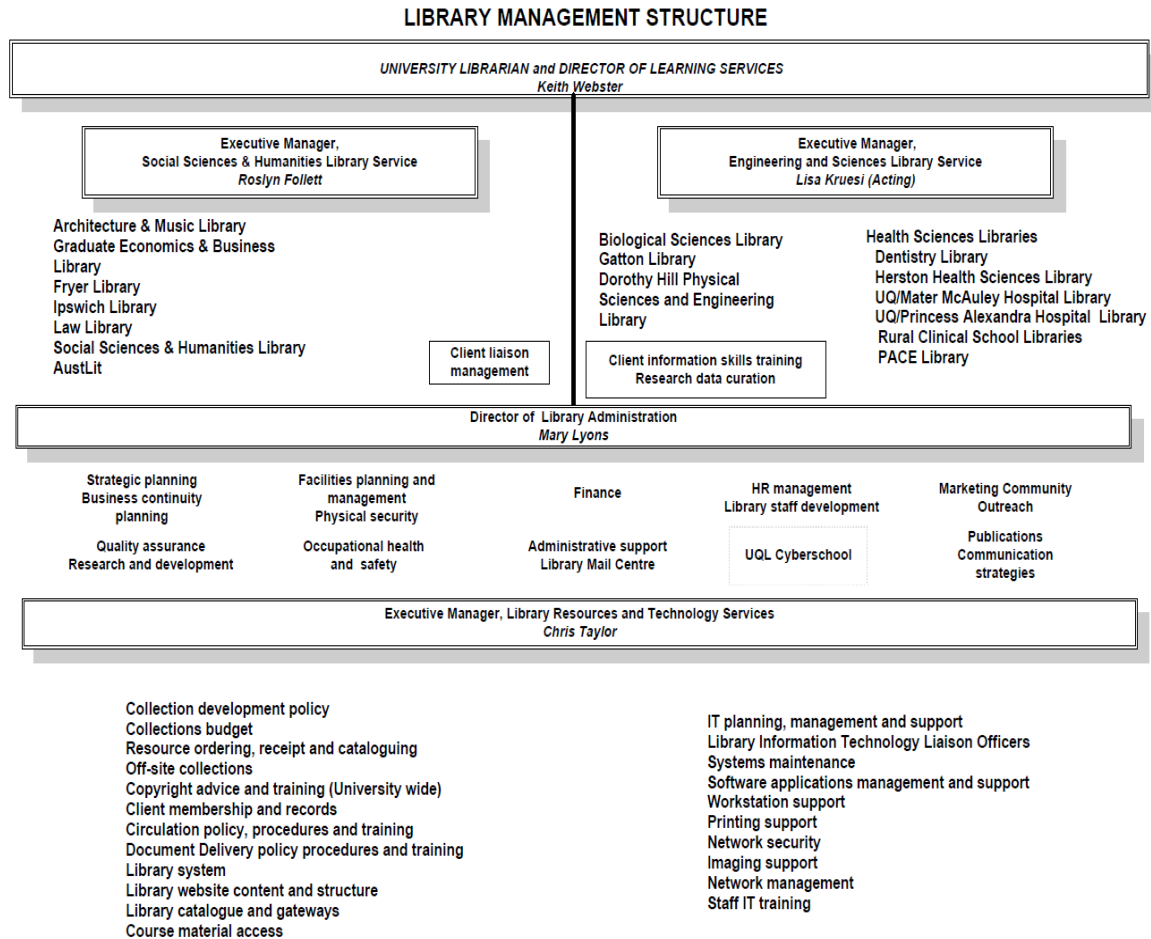 LIBRARY MANAGEMENT STRUCTURE
UNIVERSITY LIBRARIAN and DIRECTOR OF LEARNING SERVICES
Keith Webster
Executive Manager,
Social Sciences & Humanities Library Service
Roslyn Follett
Executive Manager,
Engineering and Sciences Library Service
Lisa Kruesi (Acting)
Architecture & Music Library
Graduate Economics & Business
Library
Fryer Library
Ipswich Library
Law Library
Social Sciences & Humanities Library
AustLit
Client liaison
management
Biological Sciences Library
Gatton Library
Dorothy Hill Physical
Sciences and Engineering
Library
Health Sciences Libraries
Dentistry Library
Herston Health Sciences Library
UQ/Mater McAuley Hospital Library
UQ/Princess Alexandra Hospital Library
Rural Clinical School Libraries
PACE Library
Client information skills training
Research data curation
Director of Library Administration
Mary Lyons
Strategic planning
Business continuity
planning
Facilities planning and
management
Physical security
Finance
HR management
Library staff development
Marketing Community
Outreach
Quality assurance
Research and development
Occupational health
and safety
Administrative support
Library Mail Centre
UQL Cyberschool
Publications
Communication
strategies
Executive Manager, Library Resources and Technology Services
Chris Taylor
Collection development policy
Collections budget
Resource ordering, receipt and cataloguing
Off-site collections
Copyright advice and training (University wide)
Client membership and records
Circulation policy, procedures and training
Document Delivery policy procedures and training
Library system
Library website content and structure
Library catalogue and gateways
Course material access
IT planning, management and support
Library Information Technology Liaison Officers
Systems maintenance
Software applications management and support
Workstation support
Printing support
Network security
Imaging support
Network management
Staff IT training